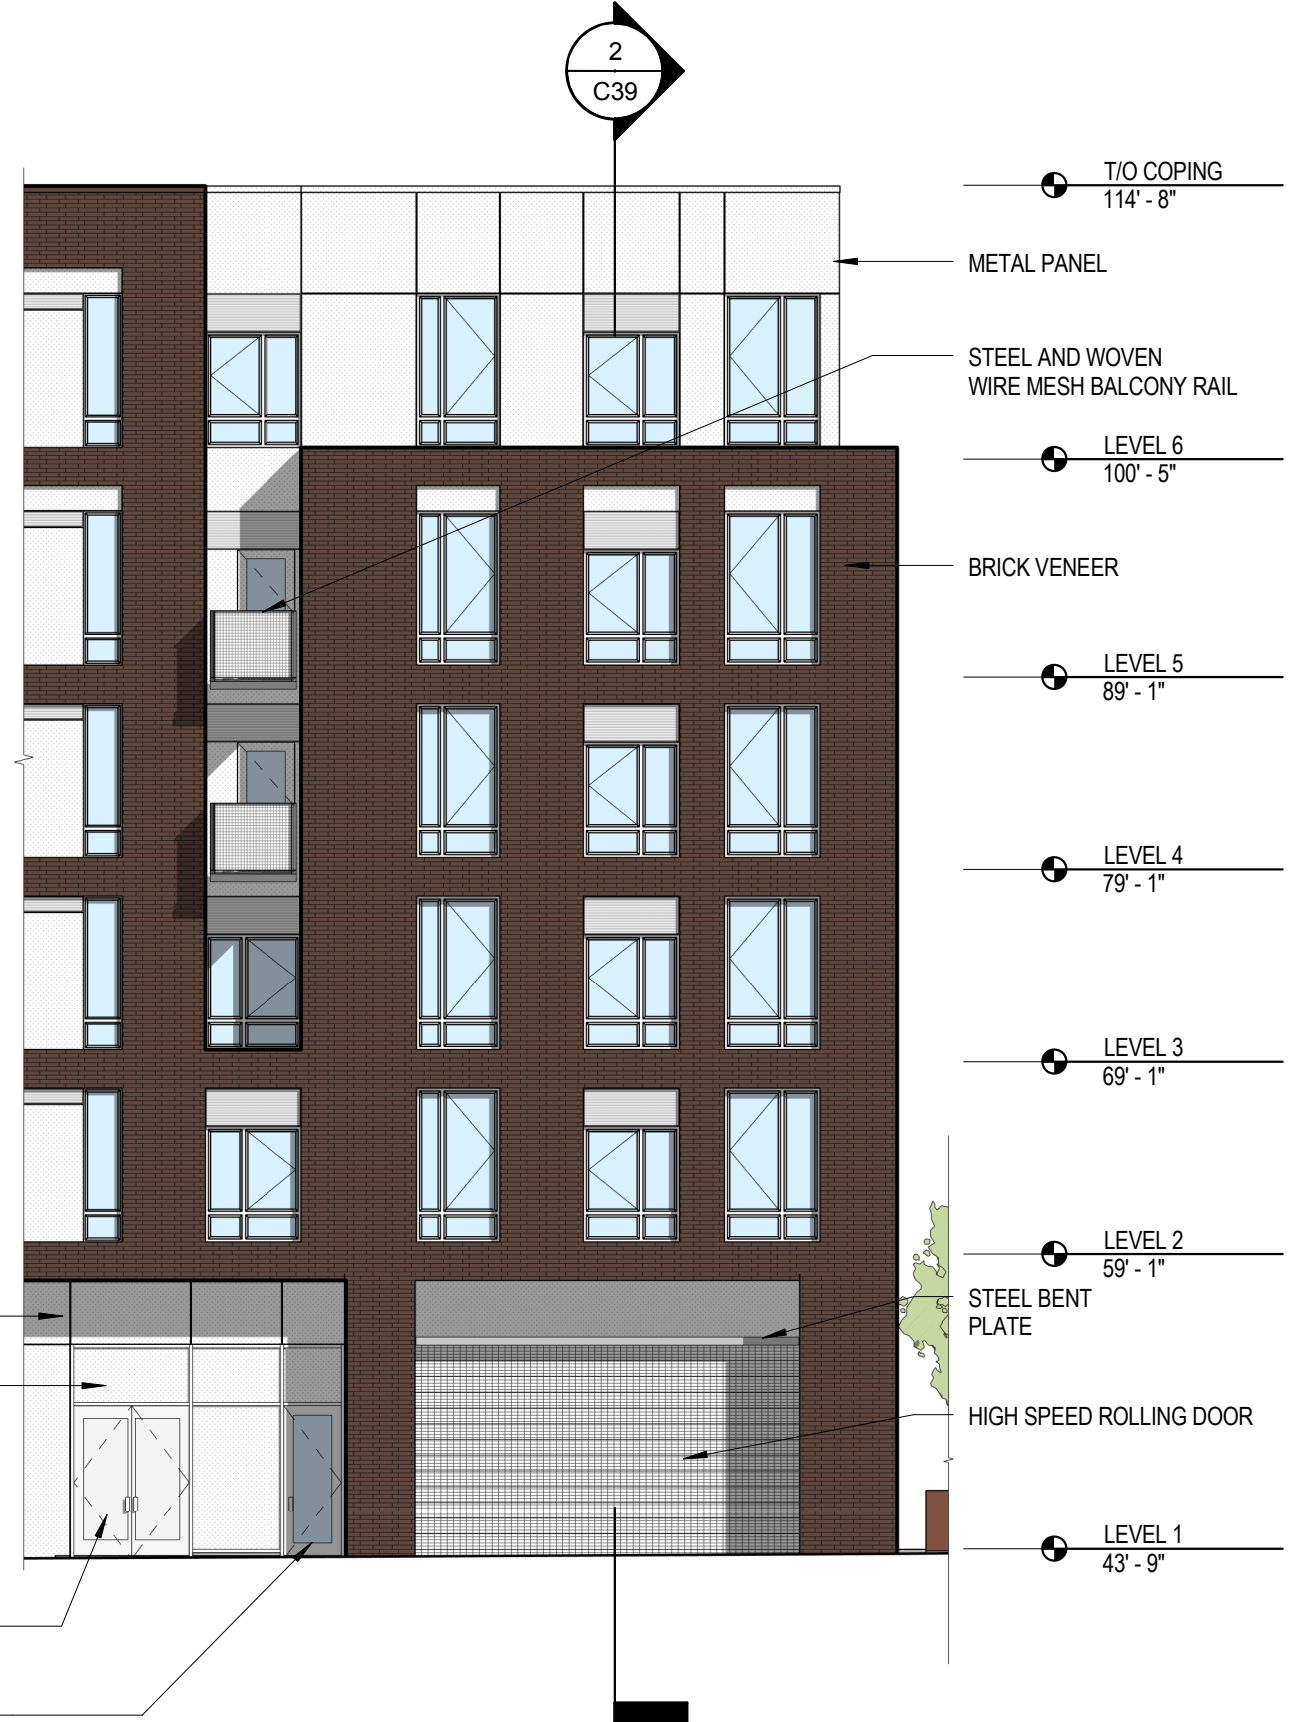 2
C39
T/O COPING
114' - 8"
METAL PANEL
STEEL AND WOVEN
WIRE MESH BALCONY RAIL
LEVEL 6
100' - 5"
BRICK VENEER
LEVEL 5
89' - 1"
LEVEL 4
79' - 1"
LEVEL 3
69' - 1"
LEVEL 2
59' - 1"
STEEL BENT
PLATE
HIGH SPEED ROLLING DOOR
LEVEL 1
43' - 9"